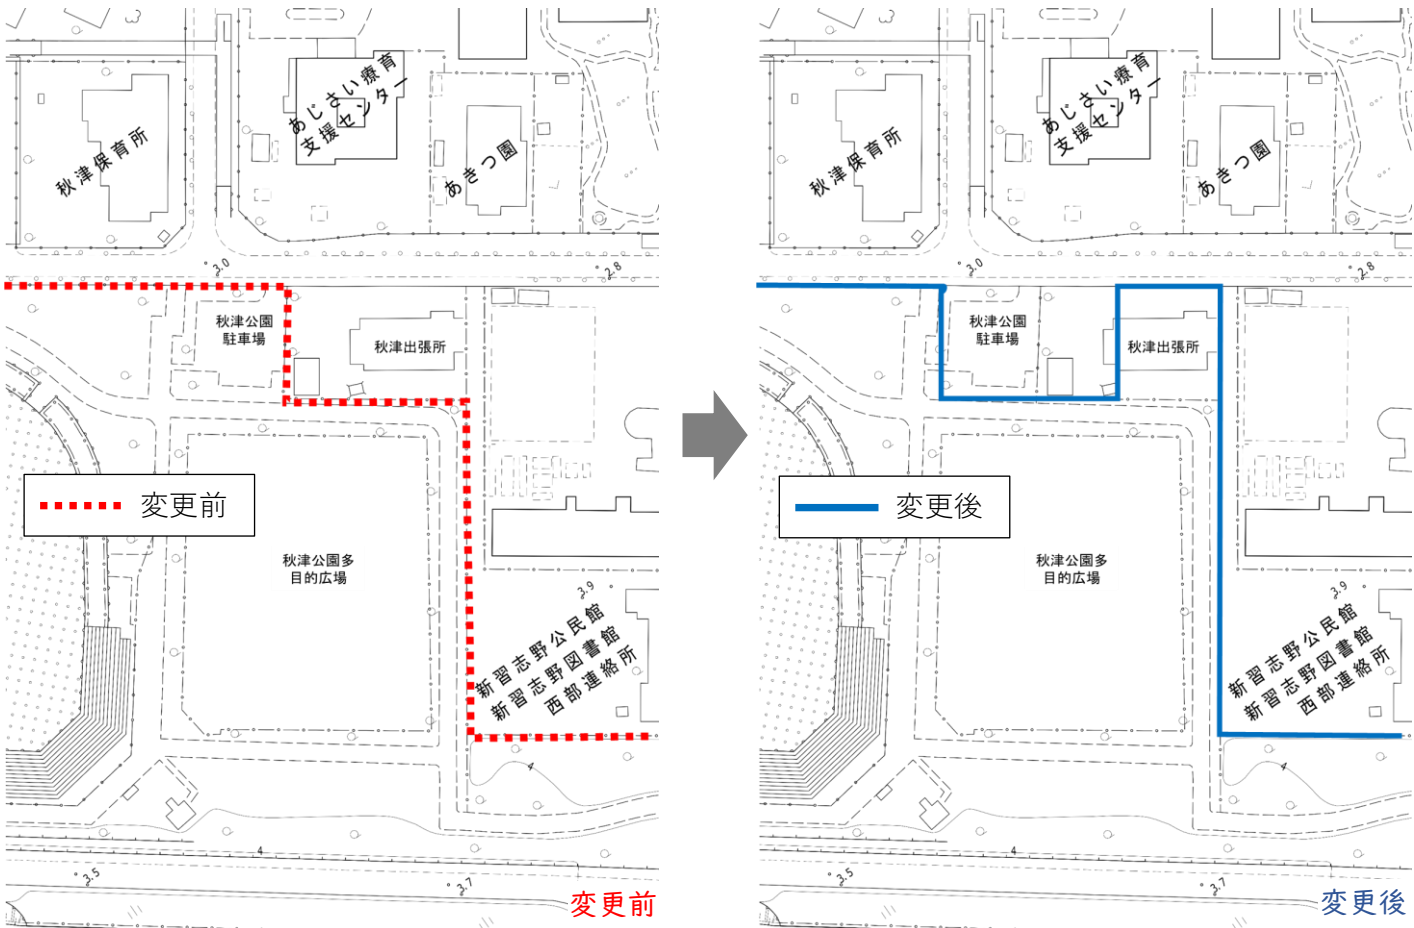 あじさい療育
支援センター
秋津保育所
あきつ園
3.0
2.8
秋津公園
駐車場
秋津出張所
変更前
秋津公園多
目的広場
3.9
新習志野公民館
新習志野図書館
西部連絡所
4
4
3.5
3.7
変更前
あじさい療育
支援センター
秋津保育所
あきつ園
3.0
2.8
秋津公園
駐車場
秋津出張所
変更後
秋津公園多
目的広場
3.9
新習志野公民館
新習志野図書館
西部連絡所
4
4
3.5
3.7
変更後